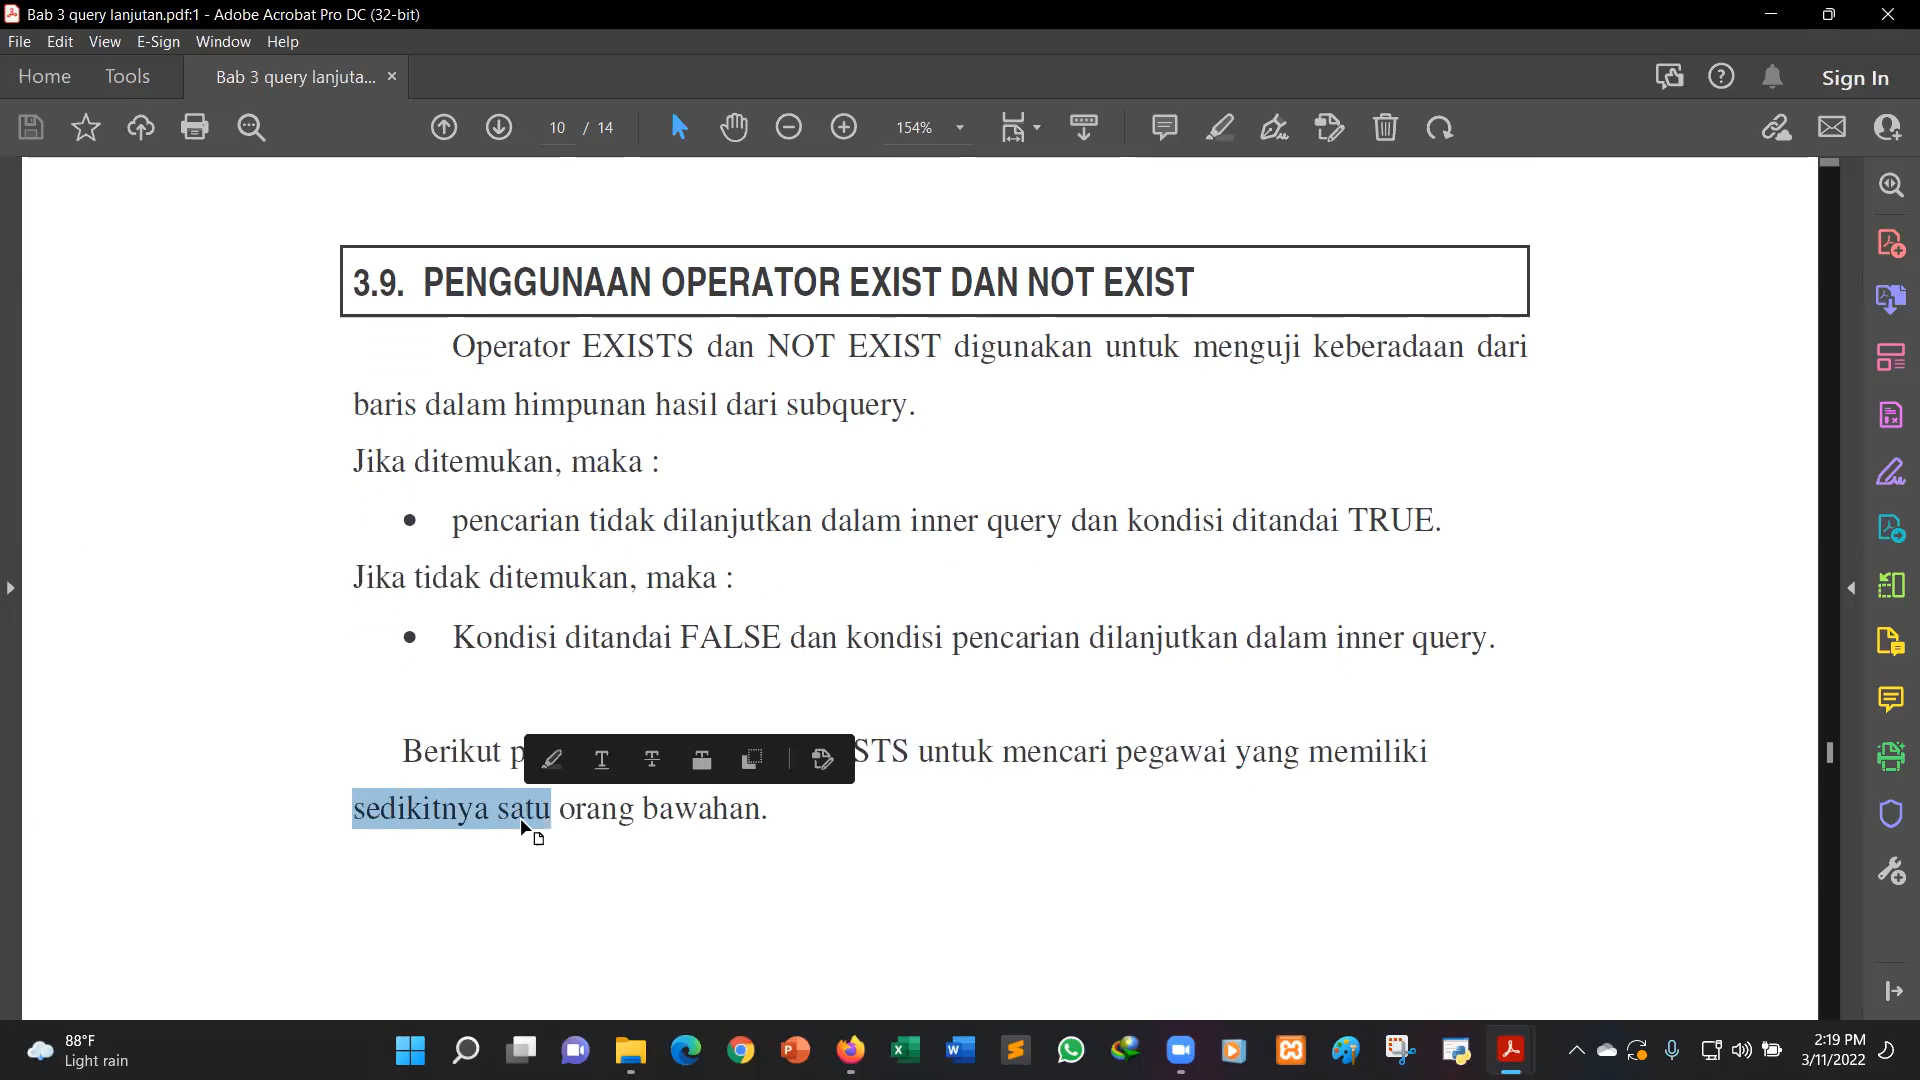 Bab 3 query lanjutan.pdf:1 - Adobe Acrobat Pro DC (32-bit)
File Edit View E-Sign Window Help
Home Tools Bab 3 query lanjuta... × Sign In
10 / 14 154%
3.9. PENGGUNAAN OPERATOR EXIST DAN NOT EXIST
Operator EXISTS dan NOT EXIST digunakan untuk menguji keberadaan dari
baris dalam himpunan hasil dari subquery.
Jika ditemukan, maka :
• pencarian tidak dilanjutkan dalam inner query dan kondisi ditandai TRUE.
Jika tidak ditemukan, maka :
• Kondisi ditandai FALSE dan kondisi pencarian dilanjutkan dalam inner query.
Berikut p STS untuk mencari pegawai yang memiliki
sedikitnya satu orang bawahan.
88°F
Light rain
2:19 PM
3/11/2022